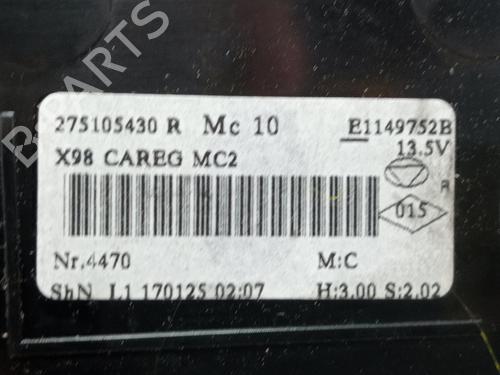 275105430 R Mc 10 E1149752B
X98 CAREG MC2 13.5V
R
015
Nr.4470 M:C
ShN L1 170125 02:07 H:3.00 S:2.02